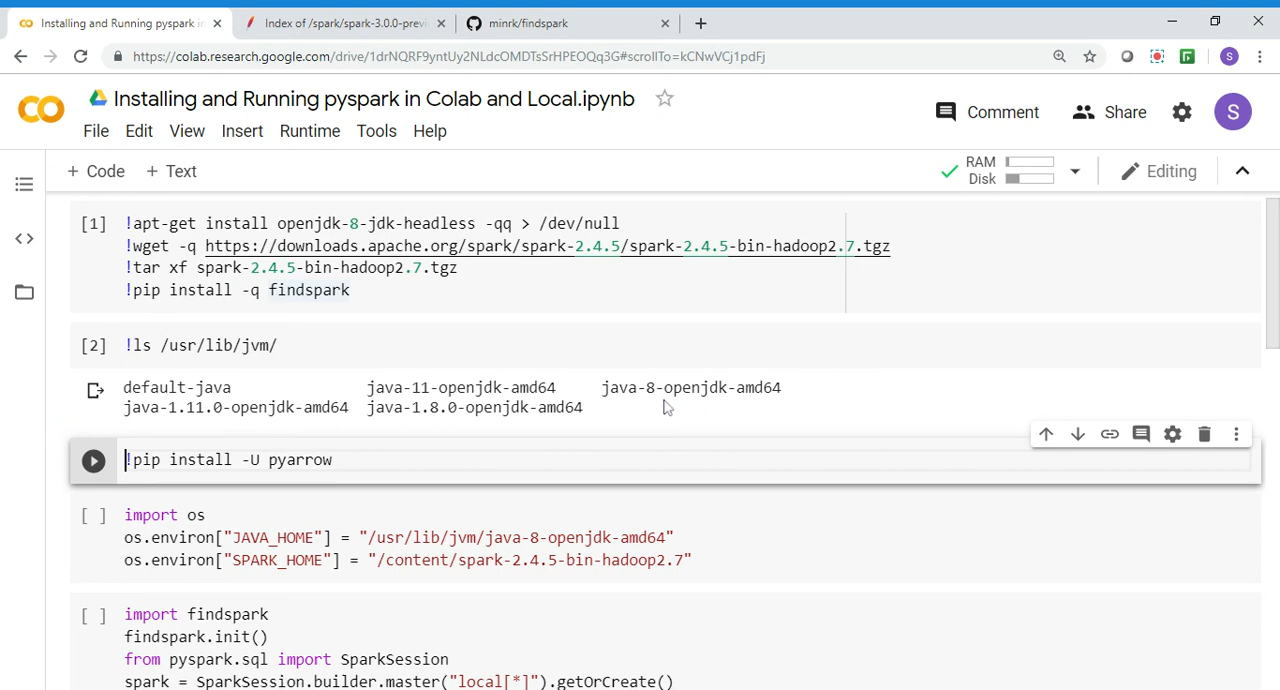 Installing and Running pyspark in
Index of /spark/spark-3.0.0-previ
minrk/findspark
https://colab.research.google.com/drive/1drNQRF9yntUy2NLdcOMDTsSrHPEOQq3G#scrollTo=kCNwVCj1pdFj
S
Installing and Running pyspark in Colab and Local.ipynb
Comment
Share
S
File Edit View Insert Runtime Tools Help
+ Code + Text
RAM
Disk
Editing
[1] !apt-get install openjdk-8-jdk-headless -qq > /dev/null
!wget -q https://downloads.apache.org/spark/spark-2.4.5/spark-2.4.5-bin-hadoop2.7.tgz
!tar xf spark-2.4.5-bin-hadoop2.7.tgz
!pip install -q findspark
[2] !ls /usr/lib/jvm/
default-java java-11-openjdk-amd64 java-8-openjdk-amd64
java-1.11.0-openjdk-amd64 java-1.8.0-openjdk-amd64
!pip install -U pyarrow
[ ] import os
os.environ["JAVA_HOME"] = "/usr/lib/jvm/java-8-openjdk-amd64"
os.environ["SPARK_HOME"] = "/content/spark-2.4.5-bin-hadoop2.7"
[ ] import findspark
findspark.init()
from pyspark.sql import SparkSession
spark = SparkSession.builder.master("local[*]").getOrCreate()